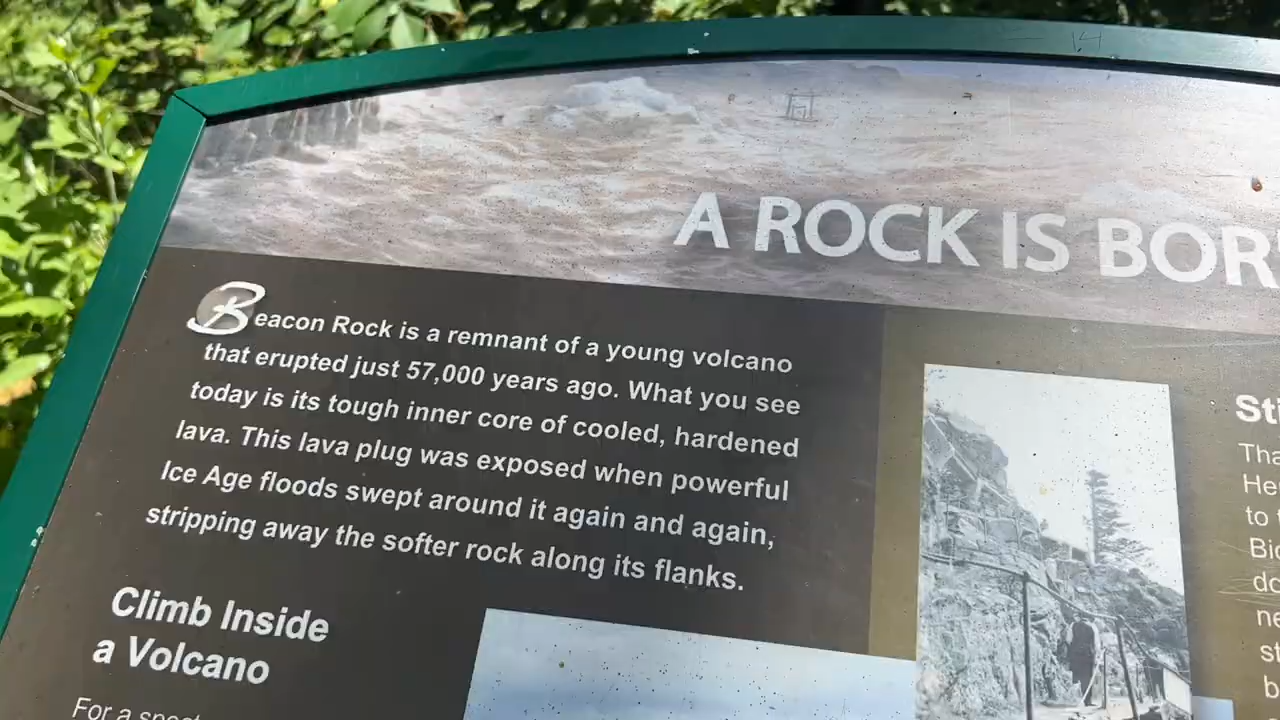 A ROCK IS BOR
Beacon Rock is a remnant of a young volcano
that erupted just 57,000 years ago. What you see
today is its tough inner core of cooled, hardened
lava. This lava plug was exposed when powerful
Ice Age floods swept around it again and again,
stripping away the softer rock along its flanks.
Climb Inside
a Volcano
For a